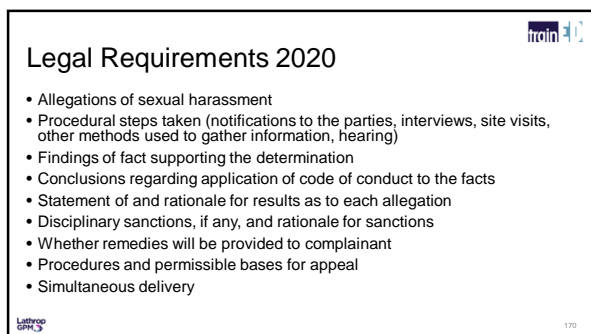 trainED
Legal Requirements 2020
• Allegations of sexual harassment
• Procedural steps taken (notifications to the parties, interviews, site visits,
other methods used to gather information, hearing)
• Findings of fact supporting the determination
• Conclusions regarding application of code of conduct to the facts
• Statement of and rationale for results as to each allegation
• Disciplinary sanctions, if any, and rationale for sanctions
• Whether remedies will be provided to complainant
• Procedures and permissible bases for appeal
• Simultaneous delivery
Lathrop
GPM
170